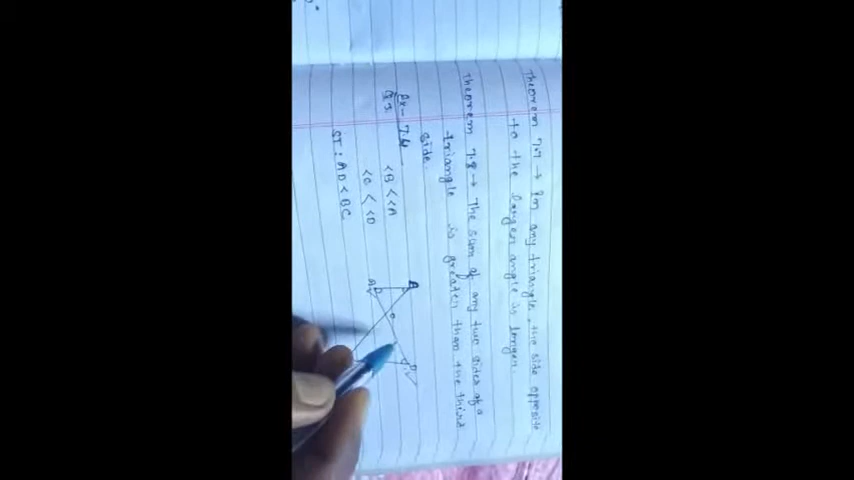 Theorem 7.7 → In any triangle, the side opposite
to the larger angle is longer.
Theorem 7.8 → The sum of any two sides of a
triangle is greater than the third
side.
Ex- 7.4
Q.3
<B < <A
<C < <D
ST : AD < BC
A
B
O
D